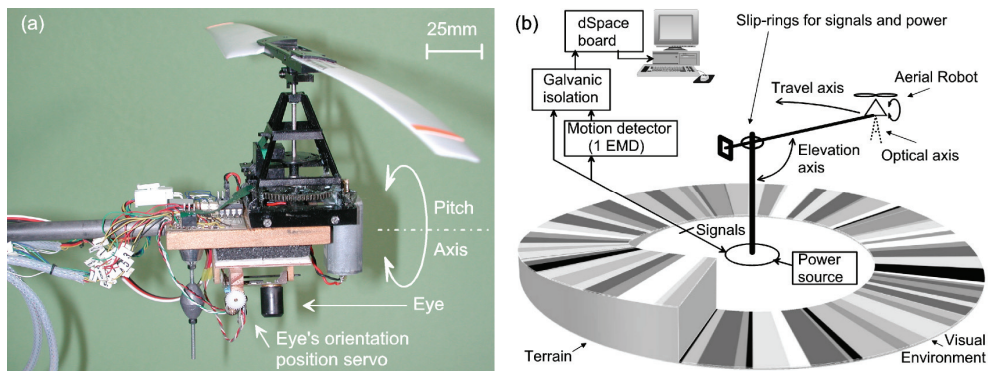 (a)
25mm
Pitch
Axis
Eye
Eye's orientation
position servo
(b)
dSpace
board
Slip-rings for signals and power
Galvanic
isolation
Motion detector
(1 EMD)
Travel axis
Aerial Robot
Elevation
axis
Optical axis
Signals
Power
source
Terrain
Visual
Environment